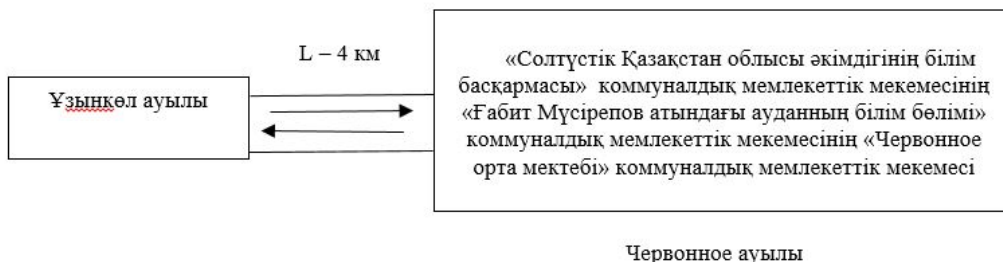 L – 4 км
Ұзынкөл ауылы
«Солтүстік Қазақстан облысы әкімдігінің білім
басқармасы» коммуналдық мемлекеттік мекемесінің
«Ғабит Мүсірепов атындағы ауданның білім бөлімі»
коммуналдық мемлекеттік мекемесінің «Червонное
орта мектебі» коммуналдық мемлекеттік мекемесі
Червонное ауылы